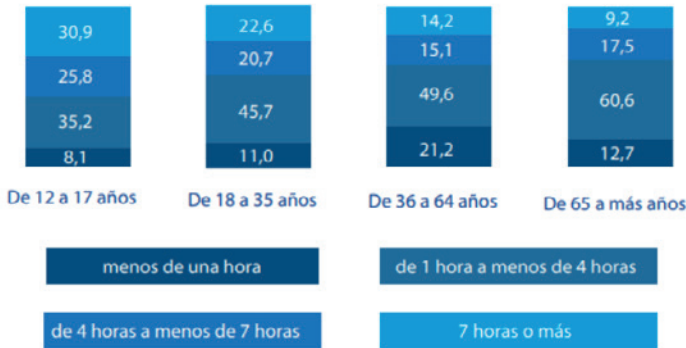 30,9 22,6 14,2 9,2
25,8 20,7 15,1 17,5
35,2 45,7 49,6 60,6
8,1 11,0 21,2 12,7
De 12 a 17 años De 18 a 35 años De 36 a 64 años De 65 a más años
menos de una hora de 1 hora a menos de 4 horas
de 4 horas a menos de 7 horas 7 horas o más